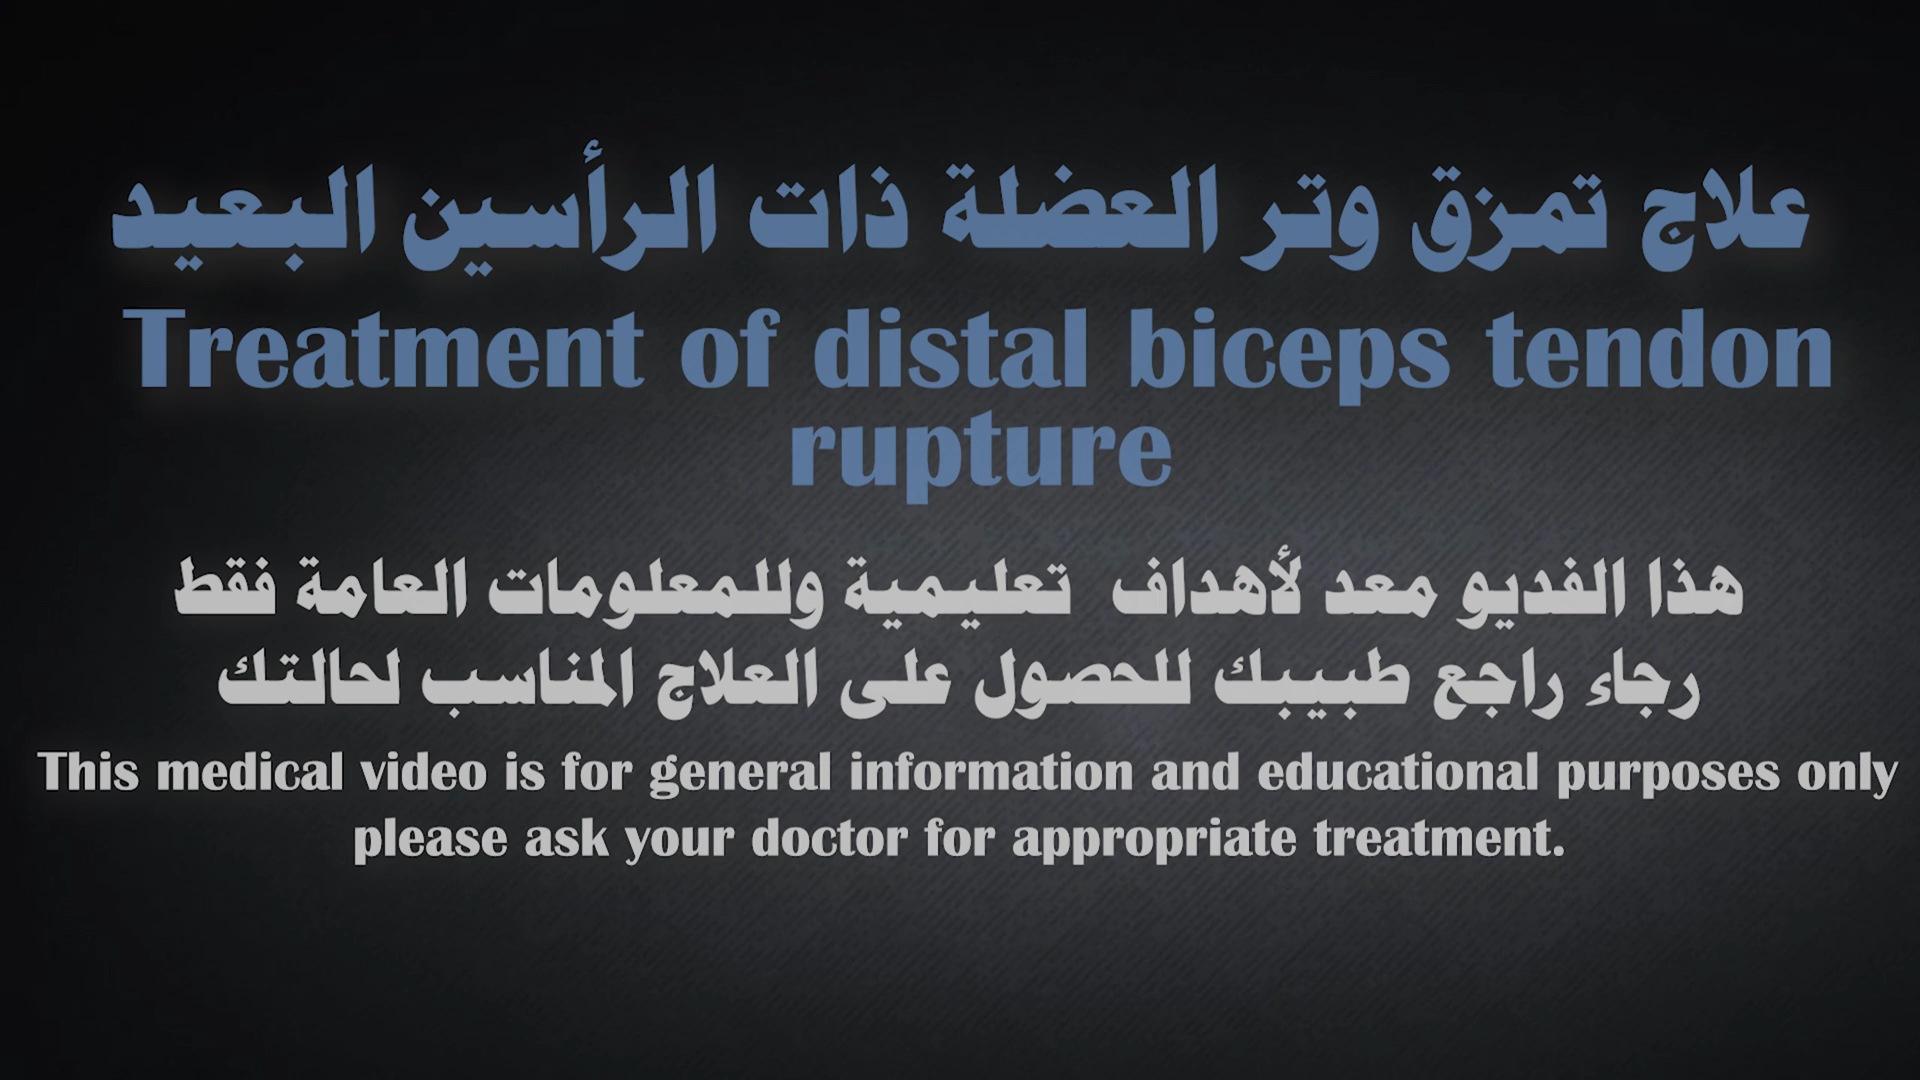 علاج تمزق وتر العضلة ذات الرأسين البعيد
Treatment of distal biceps tendon
rupture
هذا الفديو معد لأهداف تعليمية وللمعلومات العامة فقط
رجاء راجع طبيبك للحصول على العلاج المناسب لحالتك
This medical video is for general information and educational purposes only
please ask your doctor for appropriate treatment.